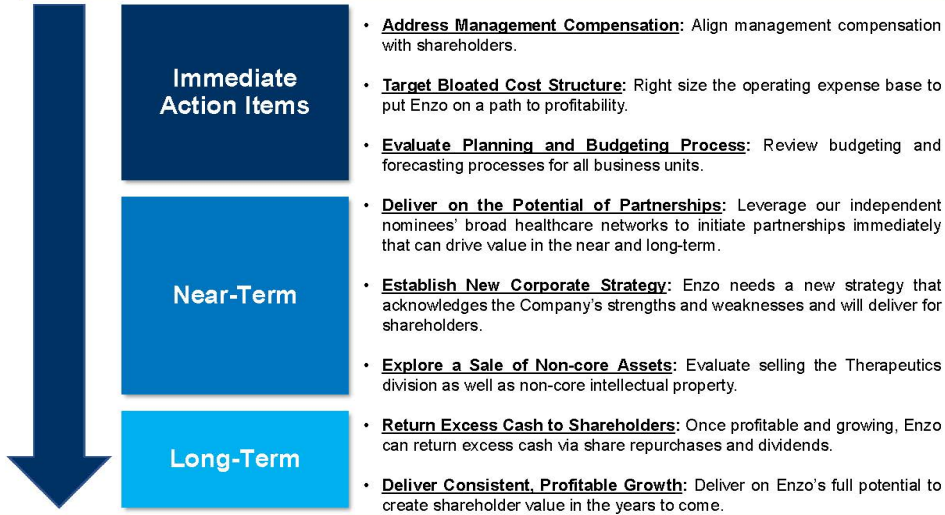 Immediate
Action Items
• Address Management Compensation: Align management compensation
with shareholders.
• Target Bloated Cost Structure: Right size the operating expense base to
put Enzo on a path to profitability.
• Evaluate Planning and Budgeting Process: Review budgeting and
forecasting processes for all business units.
Near-Term
• Deliver on the Potential of Partnerships: Leverage our independent
nominees’ broad healthcare networks to initiate partnerships immediately
that can drive value in the near and long-term.
• Establish New Corporate Strategy: Enzo needs a new strategy that
acknowledges the Company’s strengths and weaknesses and will deliver for
shareholders.
• Explore a Sale of Non-core Assets: Evaluate selling the Therapeutics
division as well as non-core intellectual property.
Long-Term
• Return Excess Cash to Shareholders: Once profitable and growing, Enzo
can return excess cash via share repurchases and dividends.
• Deliver Consistent, Profitable Growth: Deliver on Enzo’s full potential to
create shareholder value in the years to come.